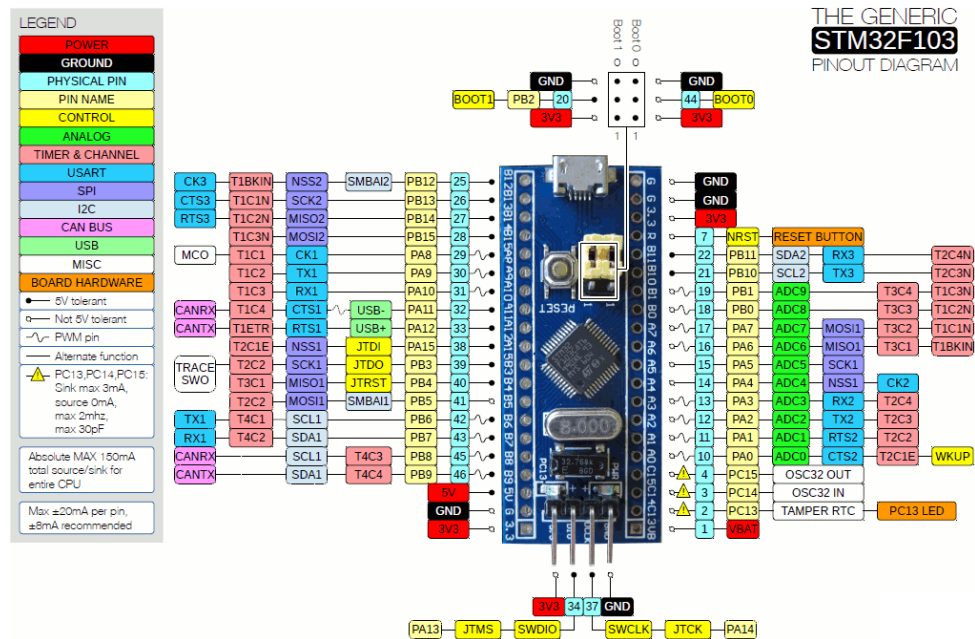 LEGEND
POWER
GROUND
PHYSICAL PIN
PIN NAME
CONTROL
ANALOG
TIMER & CHANNEL
USART
SPI
I2C
CAN BUS
USB
MISC
BOARD HARDWARE
5V tolerant
Not 5V tolerant
PWM pin
Alternate function
PC13,PC14,PC15:
Sink max 3mA,
source 0mA,
max 2mhz,
max 30pF
Absolute MAX 150mA
total source/sink for
entire CPU
Max ±20mA per pin,
±8mA recommended
THE GENERIC
STM32F103
PINOUT DIAGRAM
Boot 1 Boot 0
GND GND
BOOT1 PB2 20 44 BOOT0
3V3 3V3
1 1
CK3 T1BKIN NSS2 SMBAI2 PB12 25
CTS3 T1C1N SCK2 PB13 26
RTS3 T1C2N MISO2 PB14 27
T1C3N MOSI2 PB15 28
MCO T1C1 CK1 PA8 29
T1C2 TX1 PA9 30
T1C3 RX1 PA10 31
CANRX T1C4 CTS1 USB- PA11 32
CANTX T1ETR RTS1 USB+ PA12 33
T2C1E NSS1 JTDI PA15 38
TRACE SWO T2C2 SCK1 JTDO PB3 39
T3C1 MISO1 JTRST PB4 40
T2C2 MOSI1 SMBAI1 PB5 41
TX1 T4C1 SCL1 PB6 42
RX1 T4C2 SDA1 PB7 43
CANRX SCL1 T4C3 PB8 45
CANTX SDA1 T4C4 PB9 46
5V
GND
3V3
GND
GND
3V3
7 NRST RESET BUTTON
22 PB11 SDA2 RX3 T2C4N
21 PB10 SCL2 TX3 T2C3N
19 PB1 ADC9 T3C4 T1C3N
18 PB0 ADC8 T3C3 T1C2N
17 PA7 ADC7 MOSI1 T3C2 T1C1N
16 PA6 ADC6 MISO1 T3C1 T1BKIN
15 PA5 ADC5 SCK1
14 PA4 ADC4 NSS1 CK2
13 PA3 ADC3 RX2 T2C4
12 PA2 ADC2 TX2 T2C3
11 PA1 ADC1 RTS2 T2C2
10 PA0 ADC0 CTS2 T2C1E WKUP
4 PC15 OSC32 OUT
3 PC14 OSC32 IN
2 PC13 TAMPER RTC PC13 LED
1 VBAT
RESET
8.000
PC13
3V3 34 37 GND
PA13 JTMS SWDIO SWCLK JTCK PA14